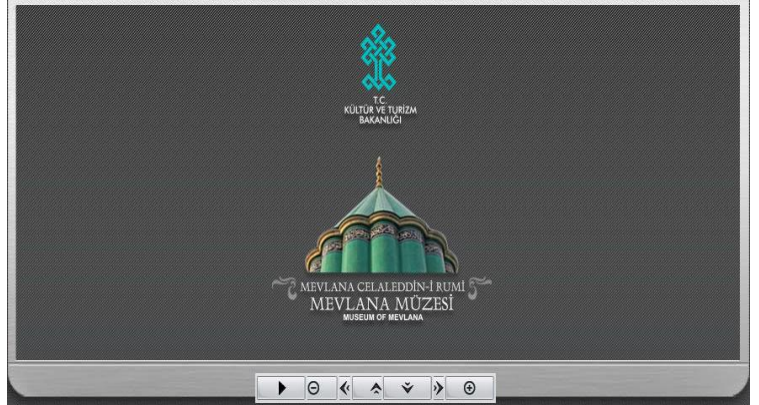 T.C.
KÜLTÜR VE TURİZM
BAKANLIĞI
MEVLANA CELALEDDİN-İ RUMİ
MEVLANA MÜZESİ
MUSEUM OF MEVLANA